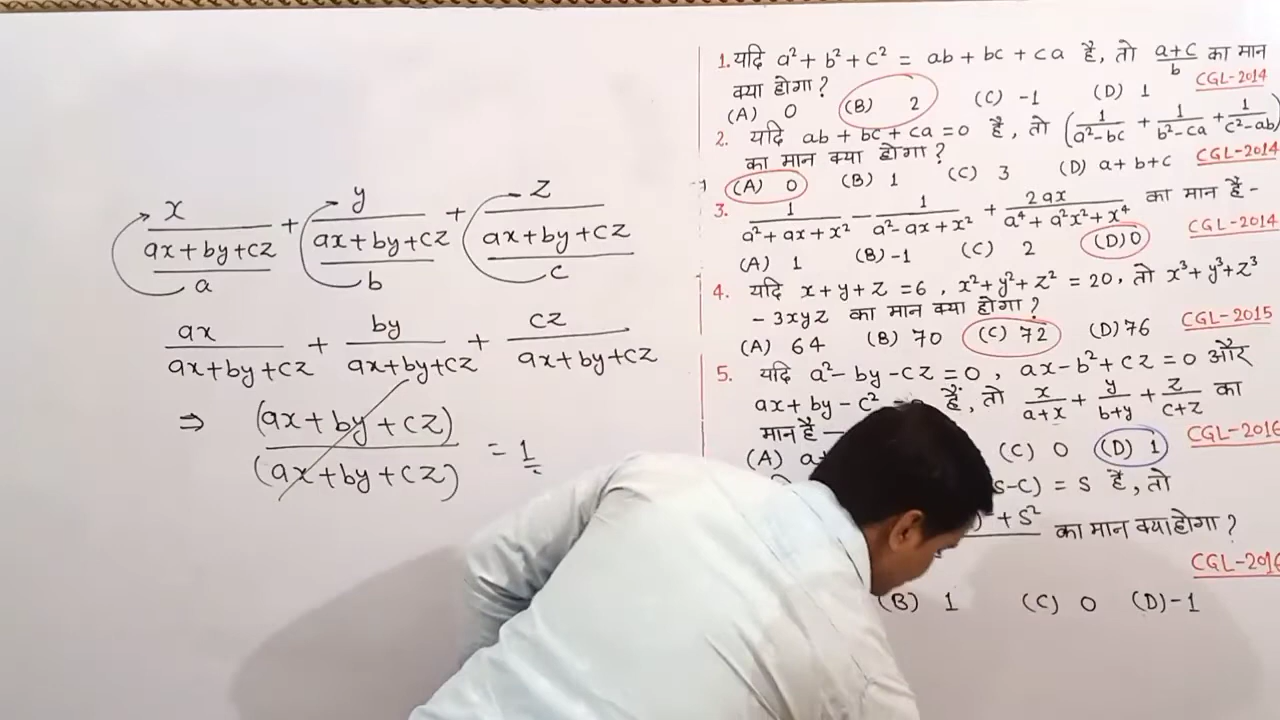 x/(ax+by+cz)/a + y/(ax+by+cz)/b + z/(ax+by+cz)/c
ax/(ax+by+cz) + by/(ax+by+cz) + cz/(ax+by+cz)
⇒ (ax+by+cz)/(ax+by+cz) = 1
1. यदि a²+b²+c² = ab+bc+ca है, तो (a+c)/b का मान
क्या होगा?
CGL-2014
(A) 0 (B) 2 (C) -1 (D) 1
2. यदि ab+bc+ca=0 है, तो (1/(a²-bc) + 1/(b²-ca) + 1/(c²-ab))
का मान क्या होगा?
CGL-2014
(A) 0 (B) 1 (C) 3 (D) a+b+c
3. 1/(a²+ax+x²) - 1/(a²-ax+x²) + 2ax/(a⁴+a²x²+x⁴) का मान है-
CGL-2014
(A) 1 (B) -1 (C) 2 (D) 0
4. यदि x+y+z=6, x²+y²+z²=20, तो x³+y³+z³
-3xyz का मान क्या होगा?
CGL-2015
(A) 64 (B) 70 (C) 72 (D) 76
5. यदि a²-by-cz=0, ax-b²+cz=0 और
ax+by-c² है, तो x/(a+x) + y/(b+y) + z/(c+z) का
मान है —
CGL-2016
(A) (C) 0 (D) 1
s-c) = s है, तो
+s² का मान क्या होगा?
CGL-2016
(B) 1 (C) 0 (D) -1